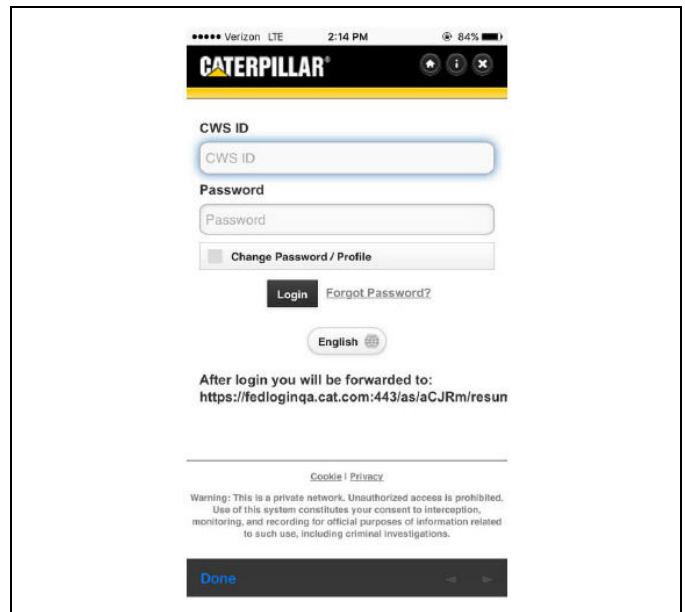 Verizon LTE 2:14 PM 84%
CATERPILLAR®
CWS ID
CWS ID
Password
Password
Change Password / Profile
Login Forgot Password?
English
After login you will be forwarded to:
https://fedloginqa.cat.com:443/as/aCJRm/resum
Cookie | Privacy
Warning: This is a private network. Unauthorized access is prohibited.
Use of this system constitutes your consent to interception,
monitoring, and recording for official purposes of information related
to such use, including criminal investigations.
Done